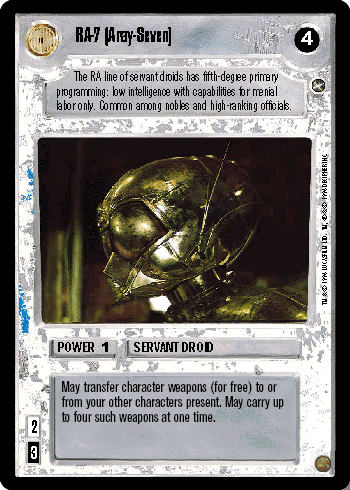 RA-7 (Aray-Seven)
4
The RA line of servant droids has fifth-degree primary
programming: low intelligence with capabilities for menial
labor only. Common among nobles and high-ranking officials.
POWER 1 SERVANT DROID
May transfer character weapons (for free) to or
from your other characters present. May carry up
to four such weapons at one time.
2
3